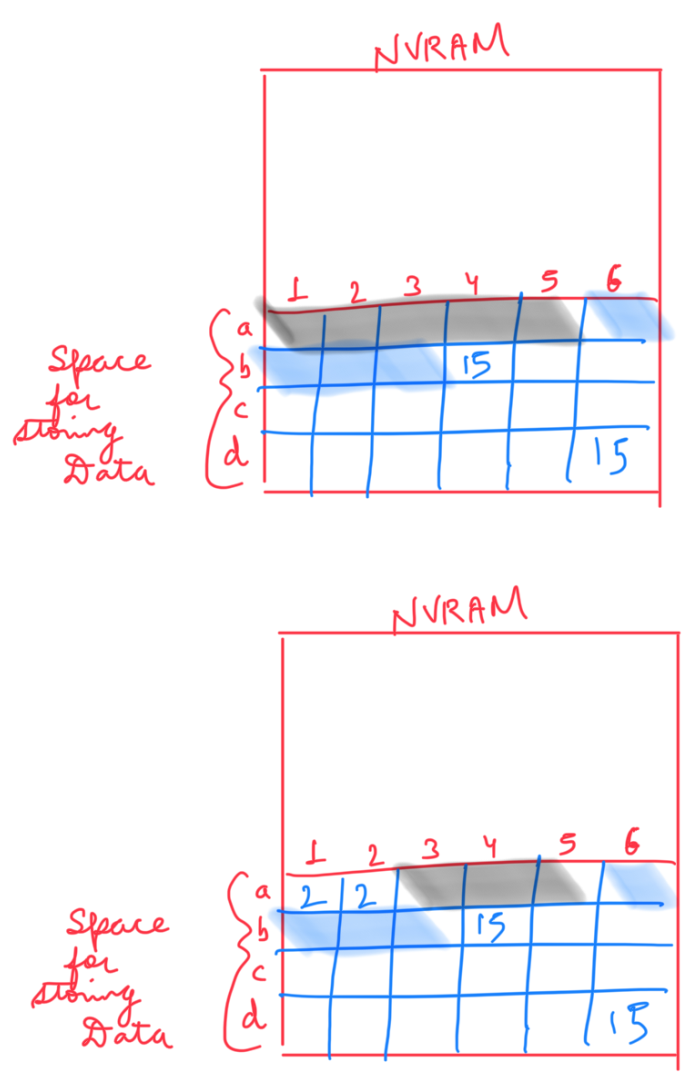 NVRAM
1 2 3 4 5 6
a
Space b 15
for c
storing d 15
Data
NVRAM
1 2 3 4 5 6
a 2 2
Space b 15
for c
storing d 15
Data